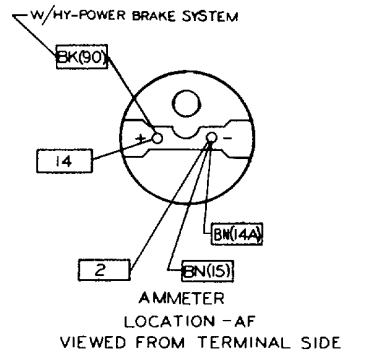 W/HY-POWER BRAKE SYSTEM
BK(90)
+ -
14
BN(14A)
2
BN(15)
AMMETER
LOCATION - AF
VIEWED FROM TERMINAL SIDE